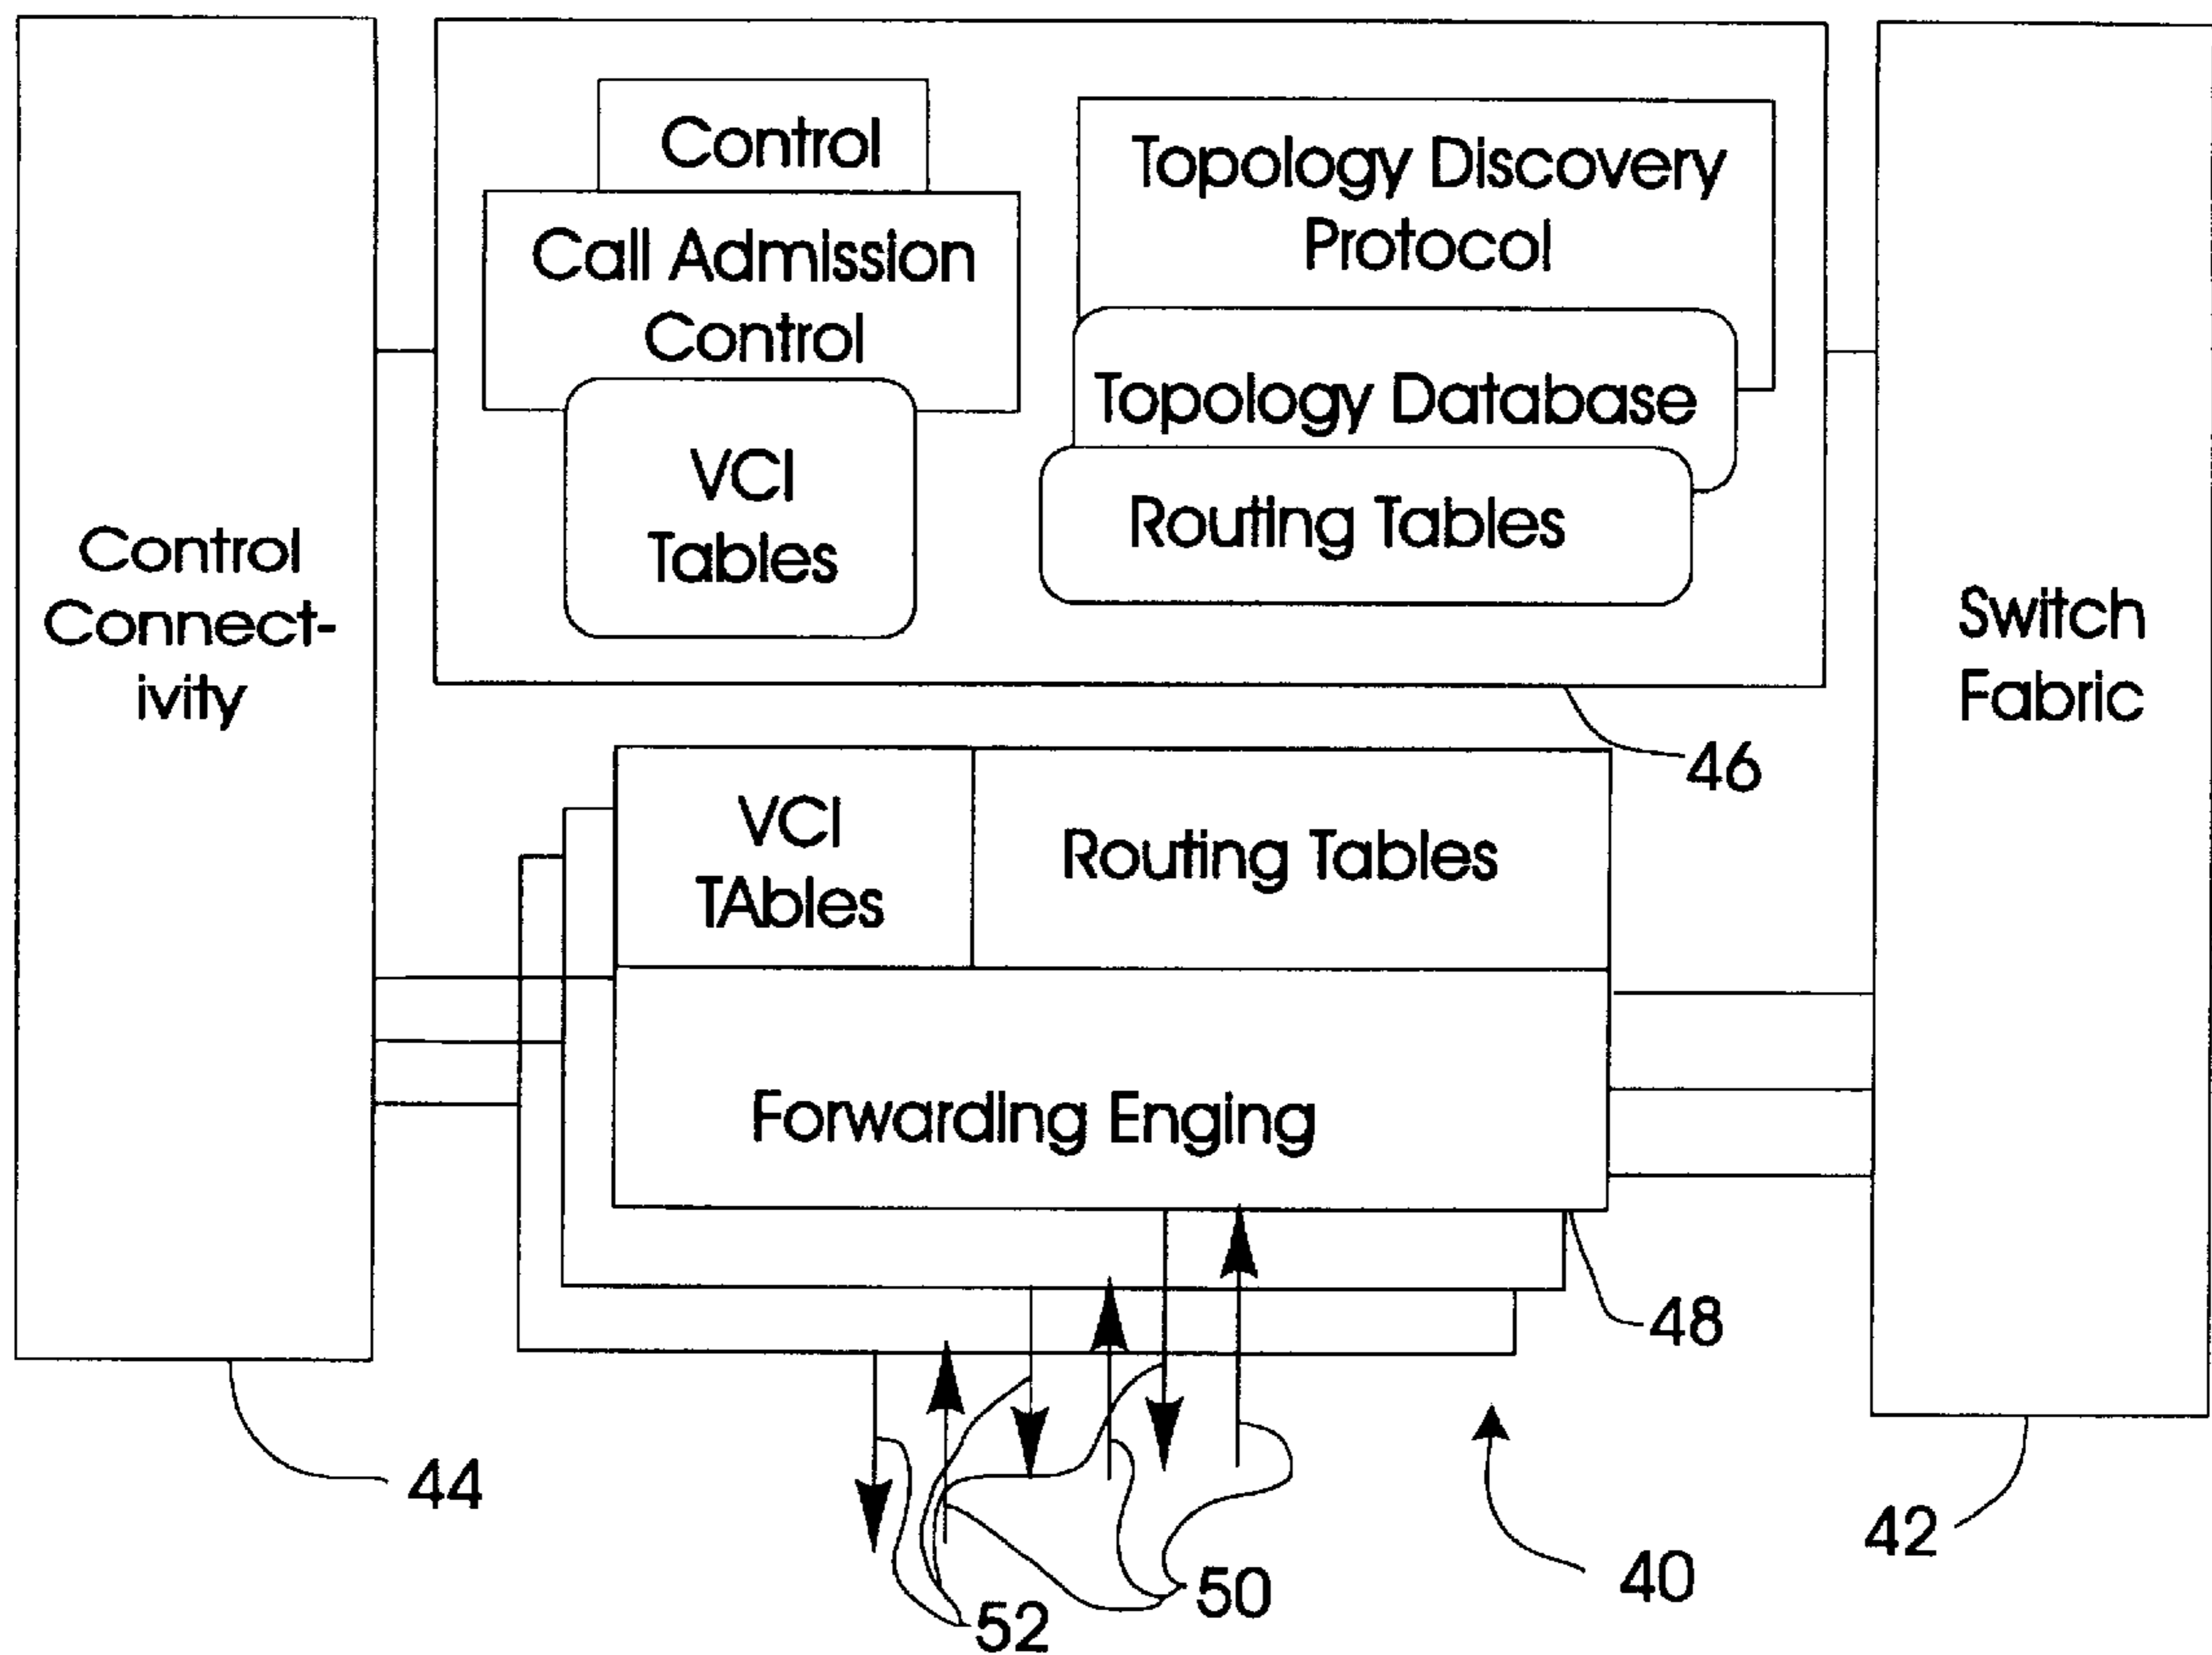 Control
Connect-
ivity
Control
Call Admission
Control
VCI
Tables
Topology Discovery
Protocol
Topology Database
Routing Tables
Switch
Fabric
46
VCI
TAbles
Routing Tables
Forwarding Enging
48
44
52
50
40
42